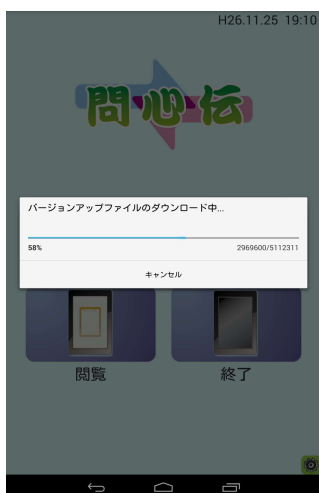 H26.11.25 19:10
問心伝
バージョンアップファイルのダウンロード中...
58% 2969600/5112311
キャンセル
閲覧 終了